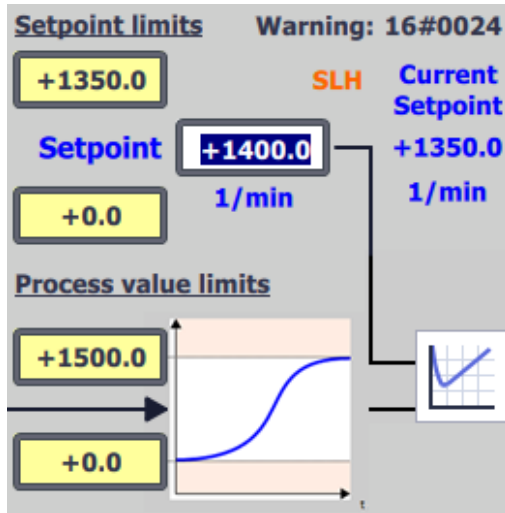 Setpoint limits Warning: 16#0024
+1350.0 SLH Current
Setpoint
Setpoint +1400.0 +1350.0
1/min 1/min
+0.0
Process value limits
+1500.0
+0.0
t